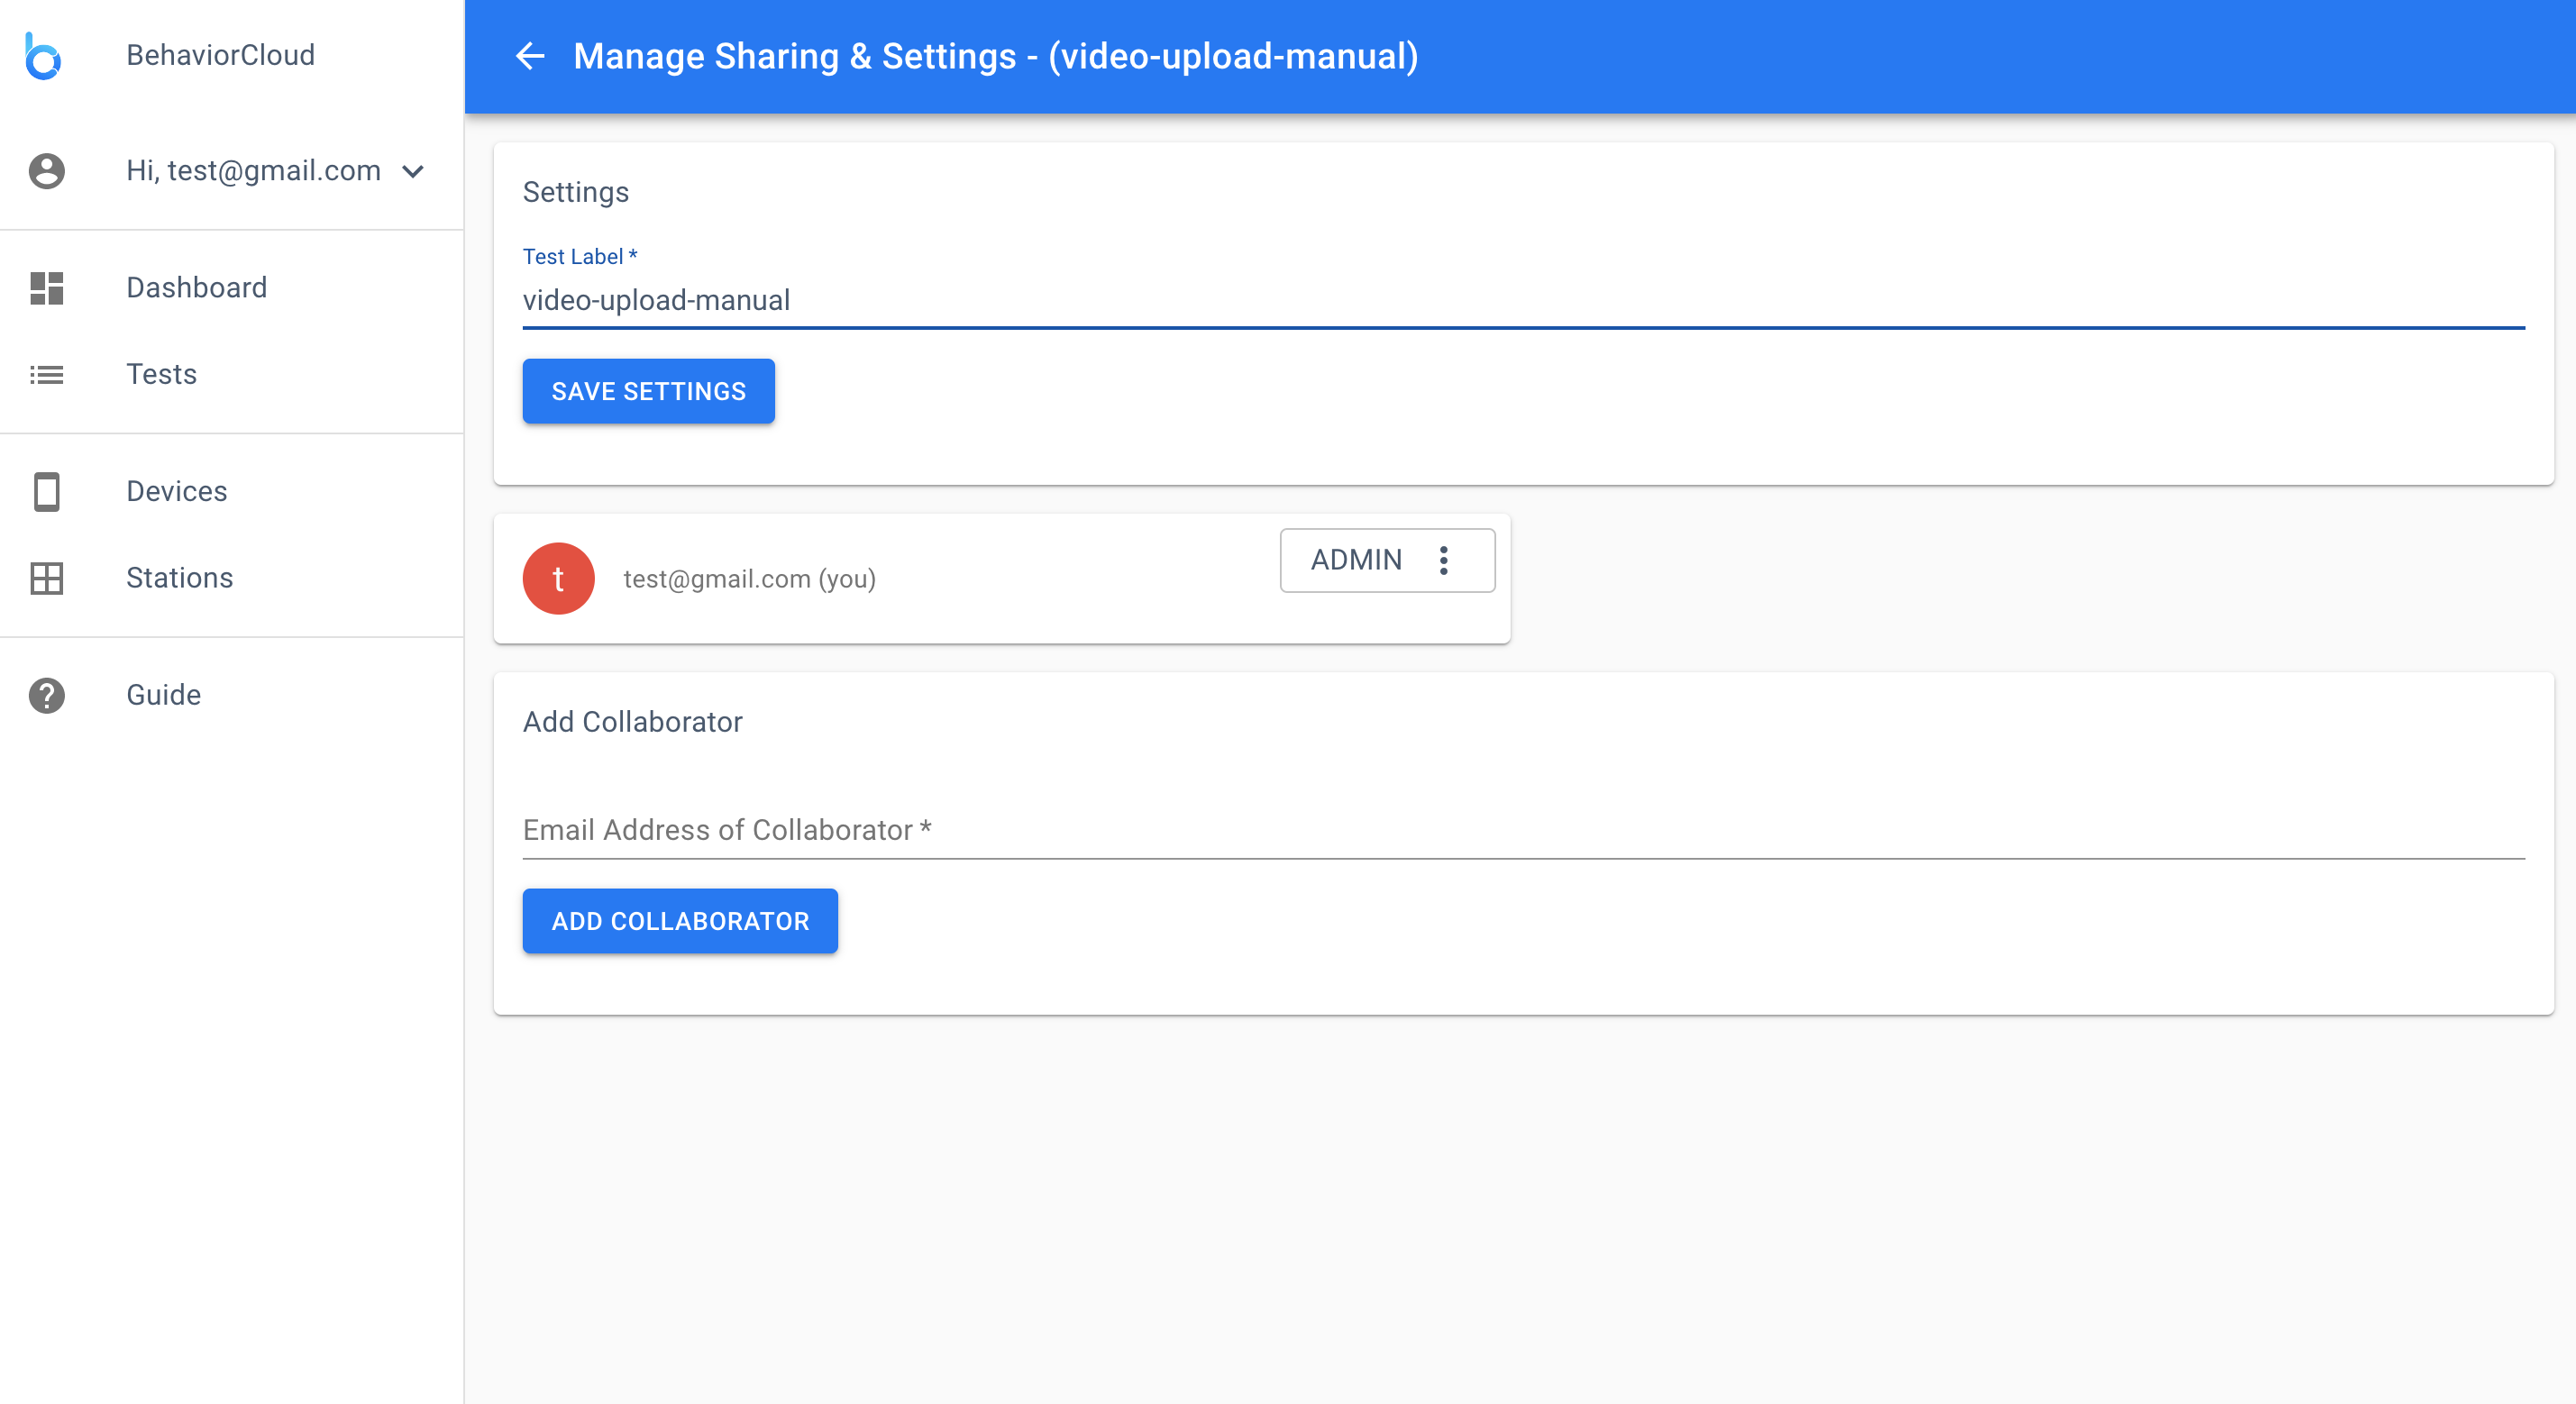 BehaviorCloud
Hi, test@gmail.com
Dashboard
Tests
Devices
Stations
Guide
Manage Sharing & Settings - (video-upload-manual)
Settings
Test Label *
video-upload-manual
SAVE SETTINGS
t
test@gmail.com (you)
ADMIN
Add Collaborator
Email Address of Collaborator *
ADD COLLABORATOR